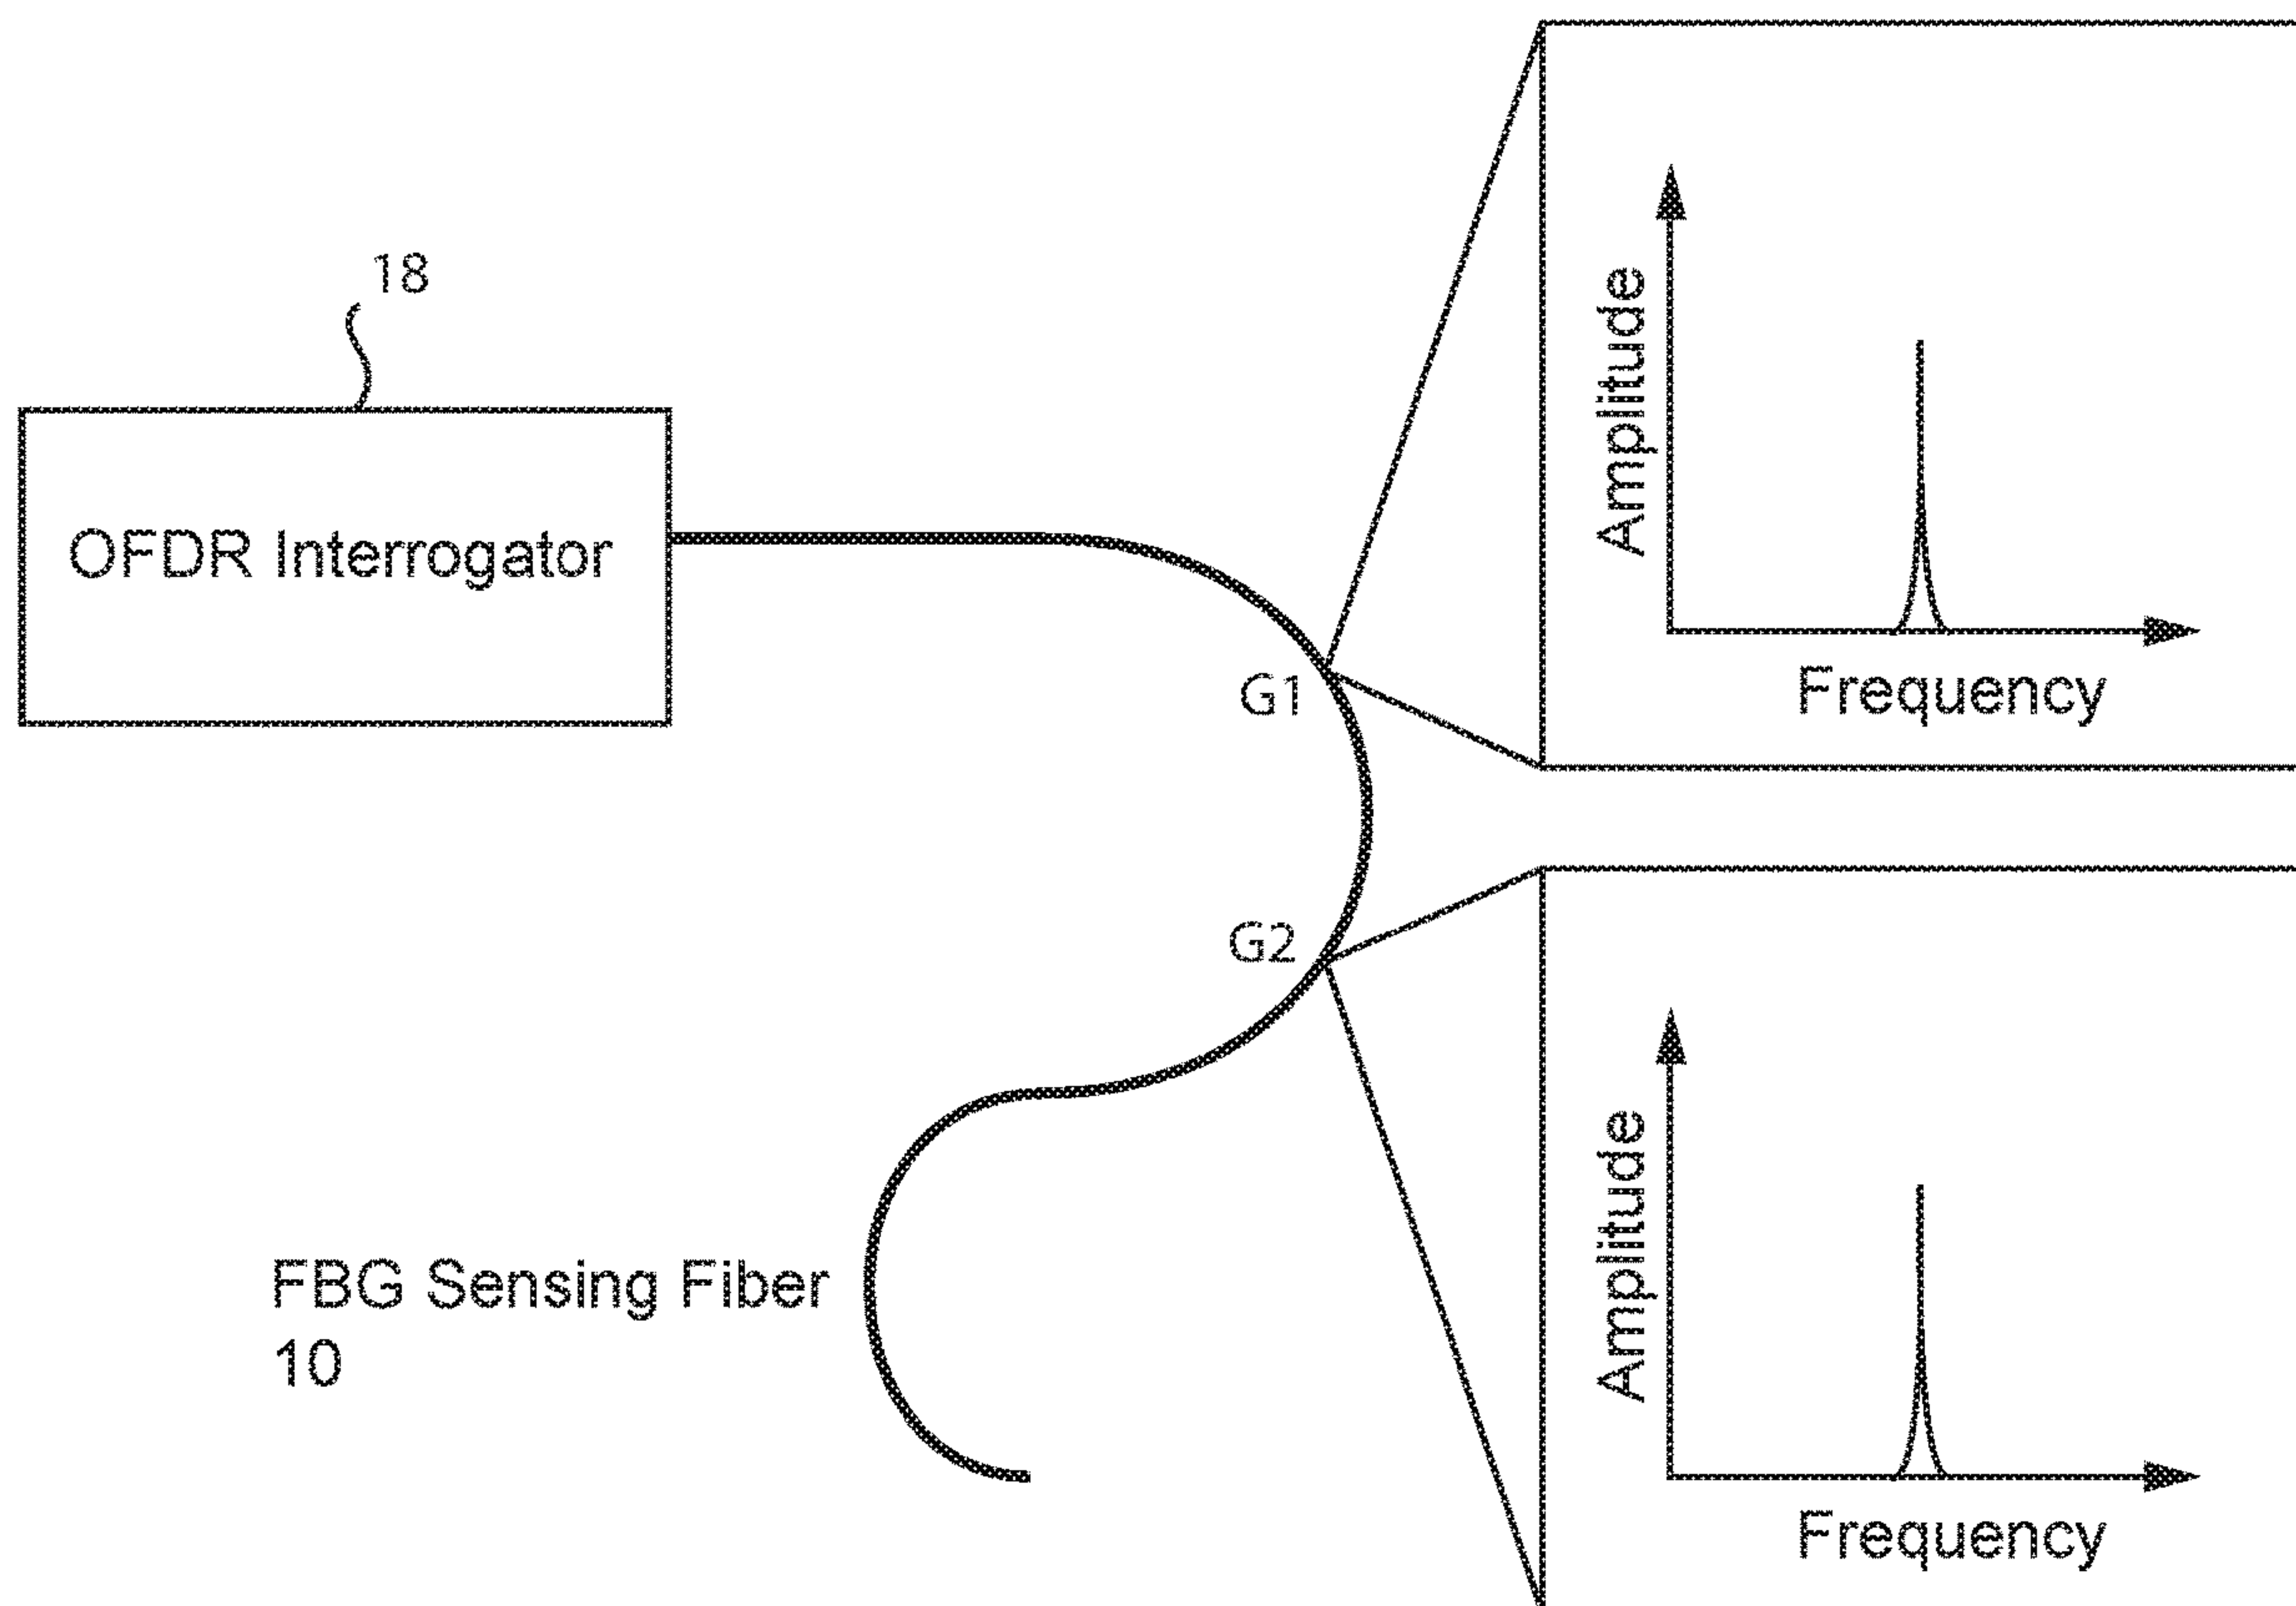 18
OFDR Interrogator
G1
Amplitude
Frequency
G2
FBG Sensing Fiber
10
Amplitude
Frequency